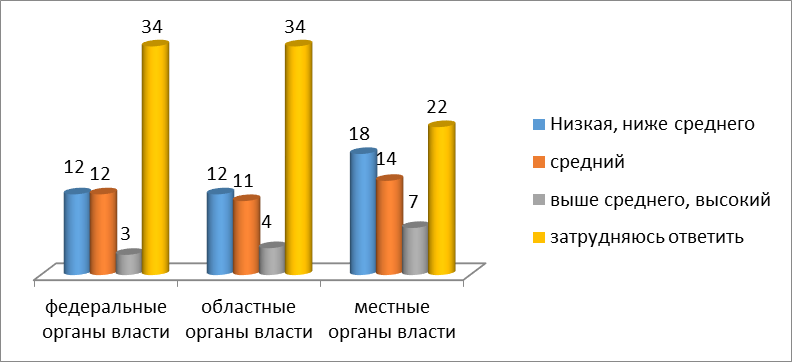 34
34
22
18
14
12
12
12
11
7
3
4
Низкая, ниже среднего
средний
выше среднего, высокий
затрудняюсь ответить
федеральные
органы власти
областные
органы власти
местные
органы власти